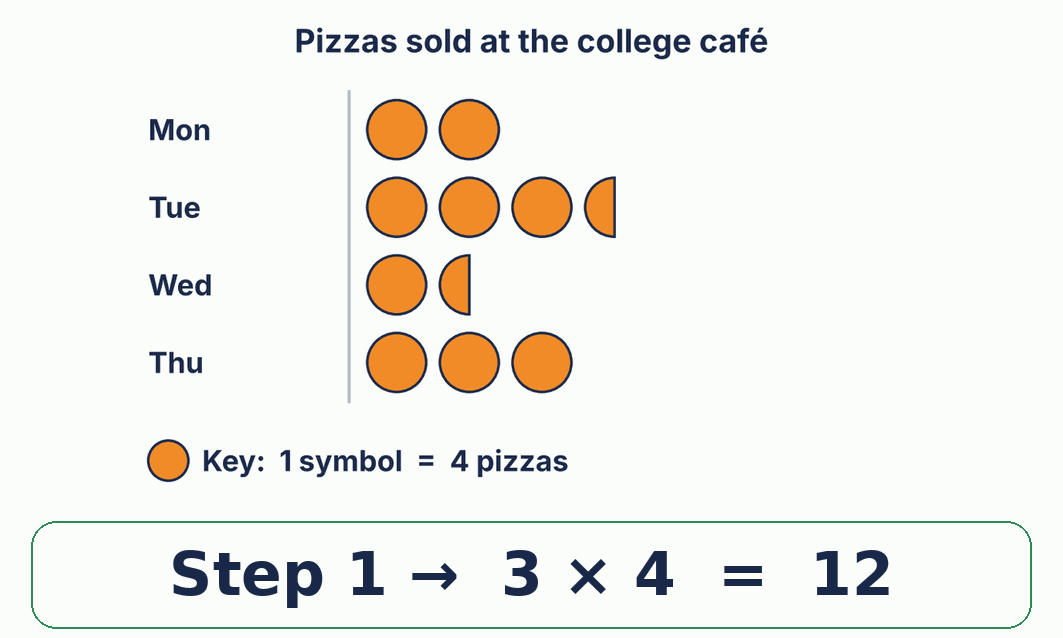 Pizzas sold at the college café
Mon
Tue
Wed
Thu
Key: 1 symbol = 4 pizzas
Step 1 → 3 × 4 = 12